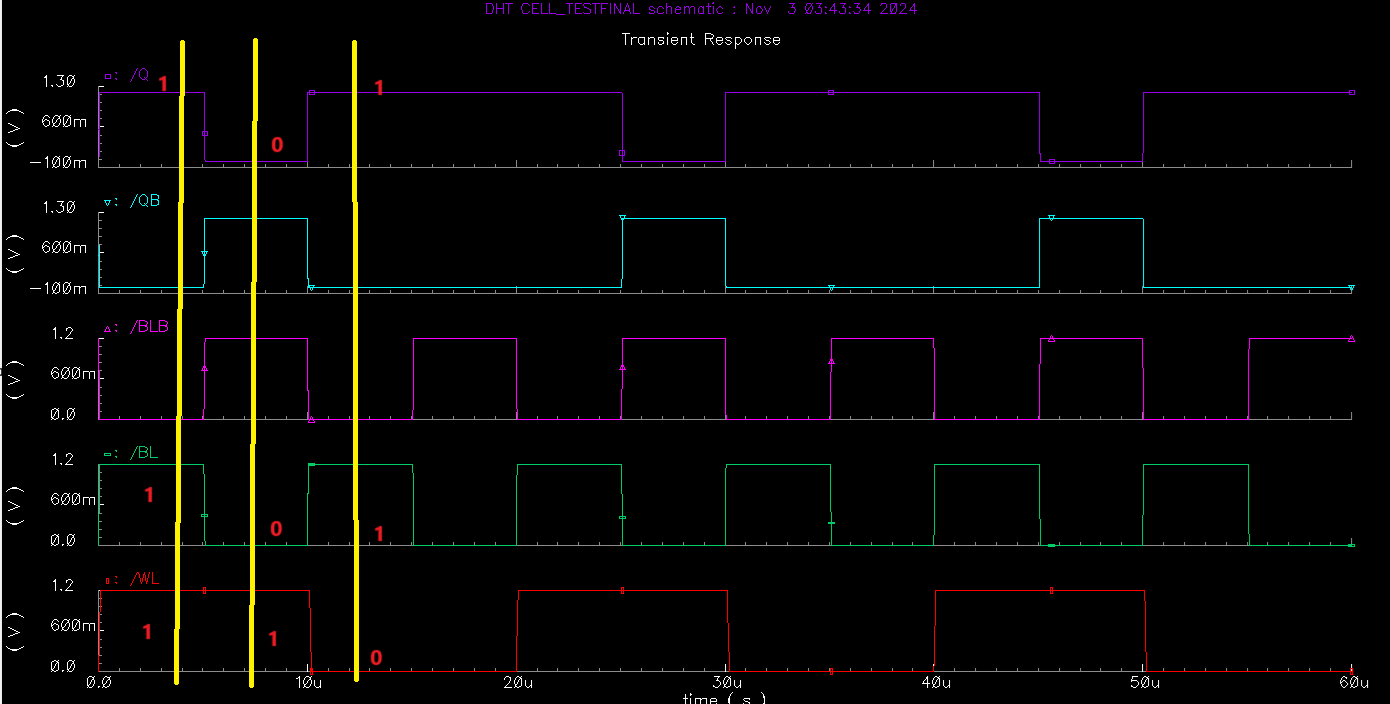 DHT CELL_TESTFINAL schematic : Nov 3 03:43:34 2024
Transient Response
: /Q
1.30
600m
-100m
(V)
1
0
1
: /QB
1.30
600m
-100m
(V)
: /BLB
1.2
600m
0.0
(V)
: /BL
1.2
600m
0.0
(V)
1
0
1
: /WL
1.2
600m
0.0
(V)
1
1
0
0.0 10u 20u 30u 40u 50u 60u
time ( s )